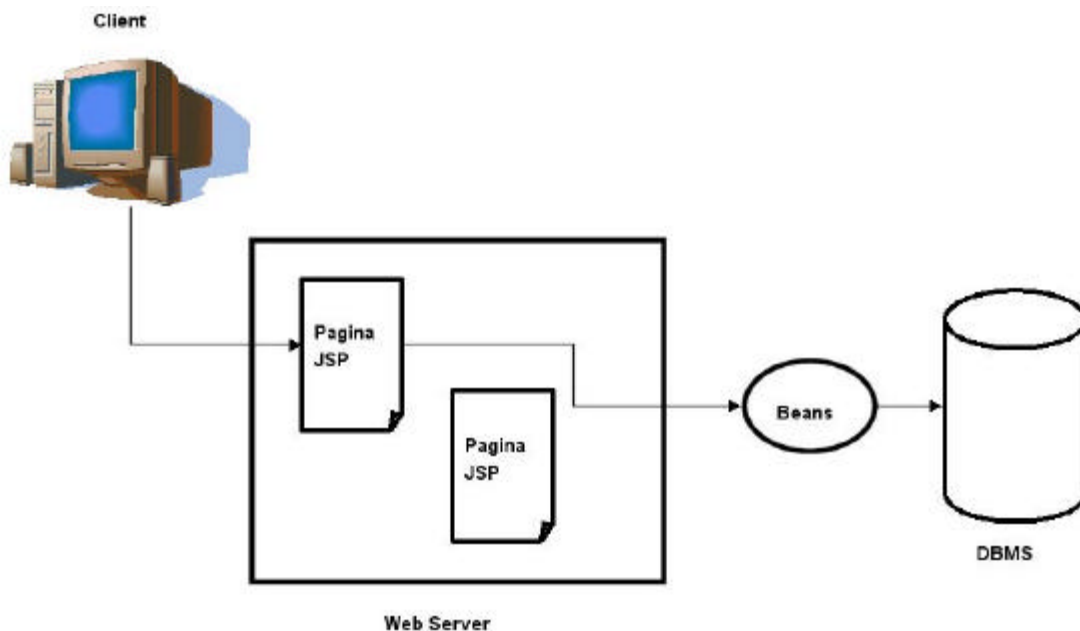 Client
Pagina
JSP
Pagina
JSP
Beans
DBMS
Web Server